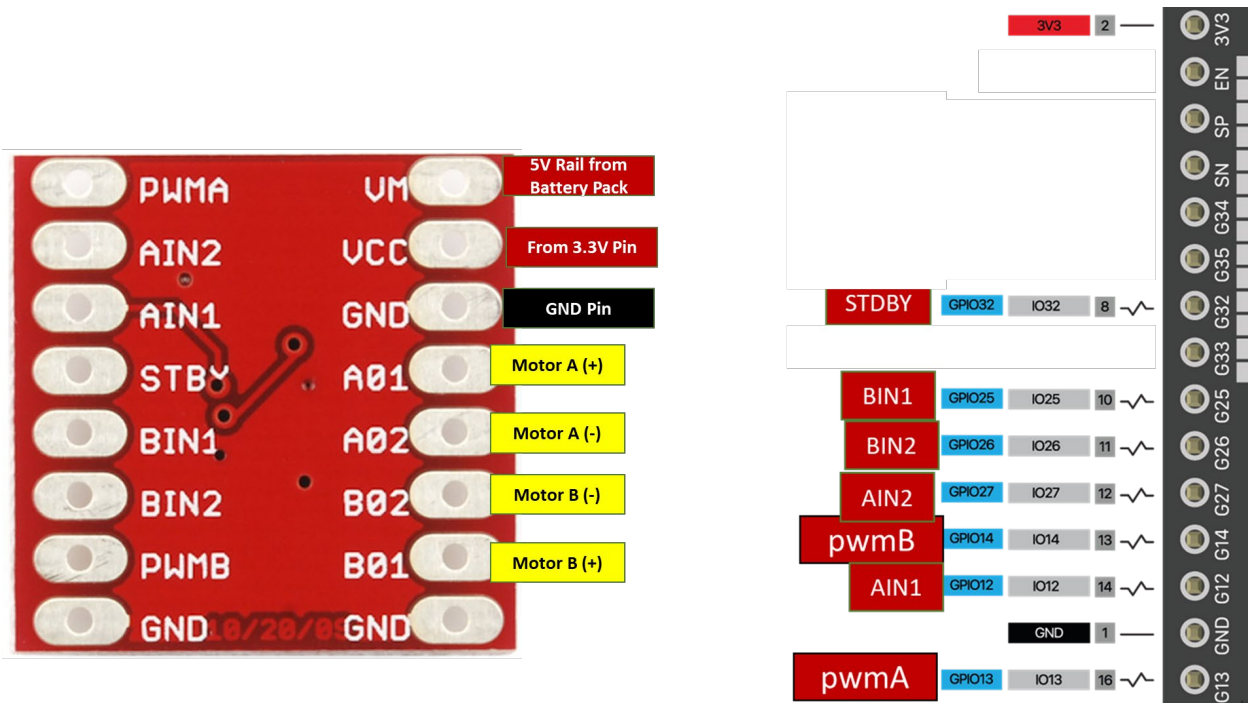 PWMA
VM
5V Rail from
Battery Pack
AIN2
VCC
From 3.3V Pin
AIN1
GND
GND Pin
STBY
A01
Motor A (+)
BIN1
A02
Motor A (-)
BIN2
B02
Motor B (-)
PWMB
B01
Motor B (+)
GND
10/20/09
GND
3V3
2
3V3
EN
SP
SN
G34
G35
STDBY
GPIO32
IO32
8
G32
G33
BIN1
GPIO25
IO25
10
G25
BIN2
GPIO26
IO26
11
G26
AIN2
GPIO27
IO27
12
G27
pwmB
GPIO14
IO14
13
G14
AIN1
GPIO12
IO12
14
G12
GND
1
GND
pwmA
GPIO13
IO13
16
G13